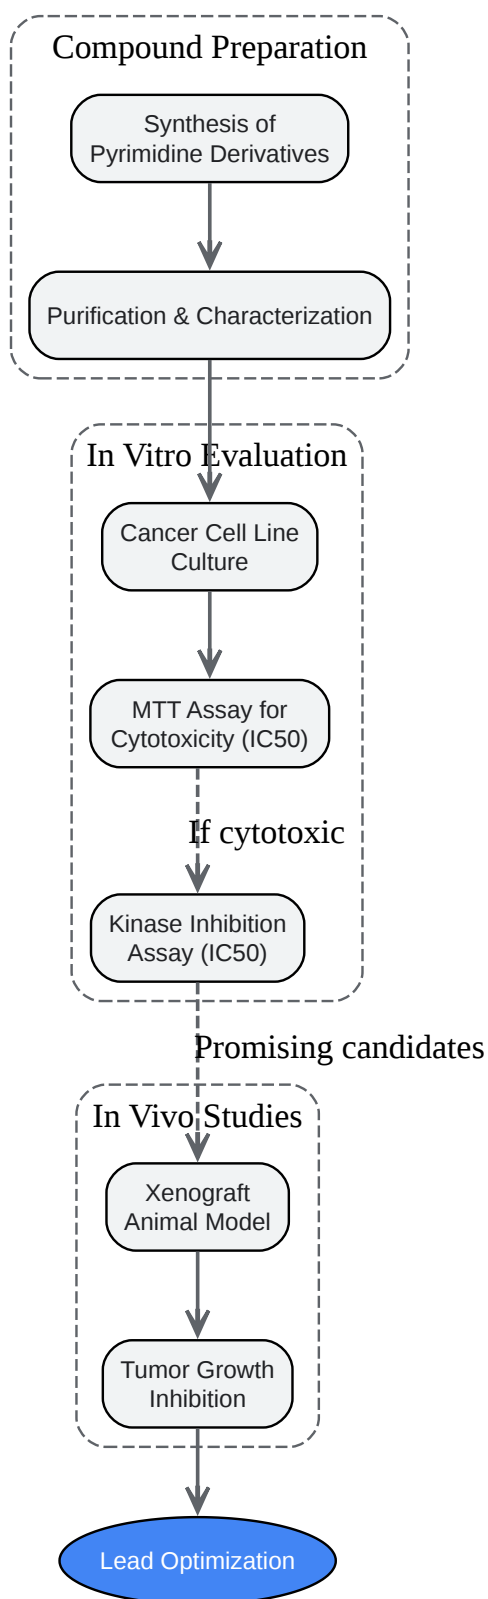 Compound Preparation
Synthesis of
Pyrimidine Derivatives
Purification & Characterization
In Vitro Evaluation
Cancer Cell Line
Culture
MTT Assay for
Cytotoxicity (IC50)
If cytotoxic
Kinase Inhibition
Assay (IC50)
Promising candidates
In Vivo Studies
Xenograft
Animal Model
Tumor Growth
Inhibition
Lead Optimization